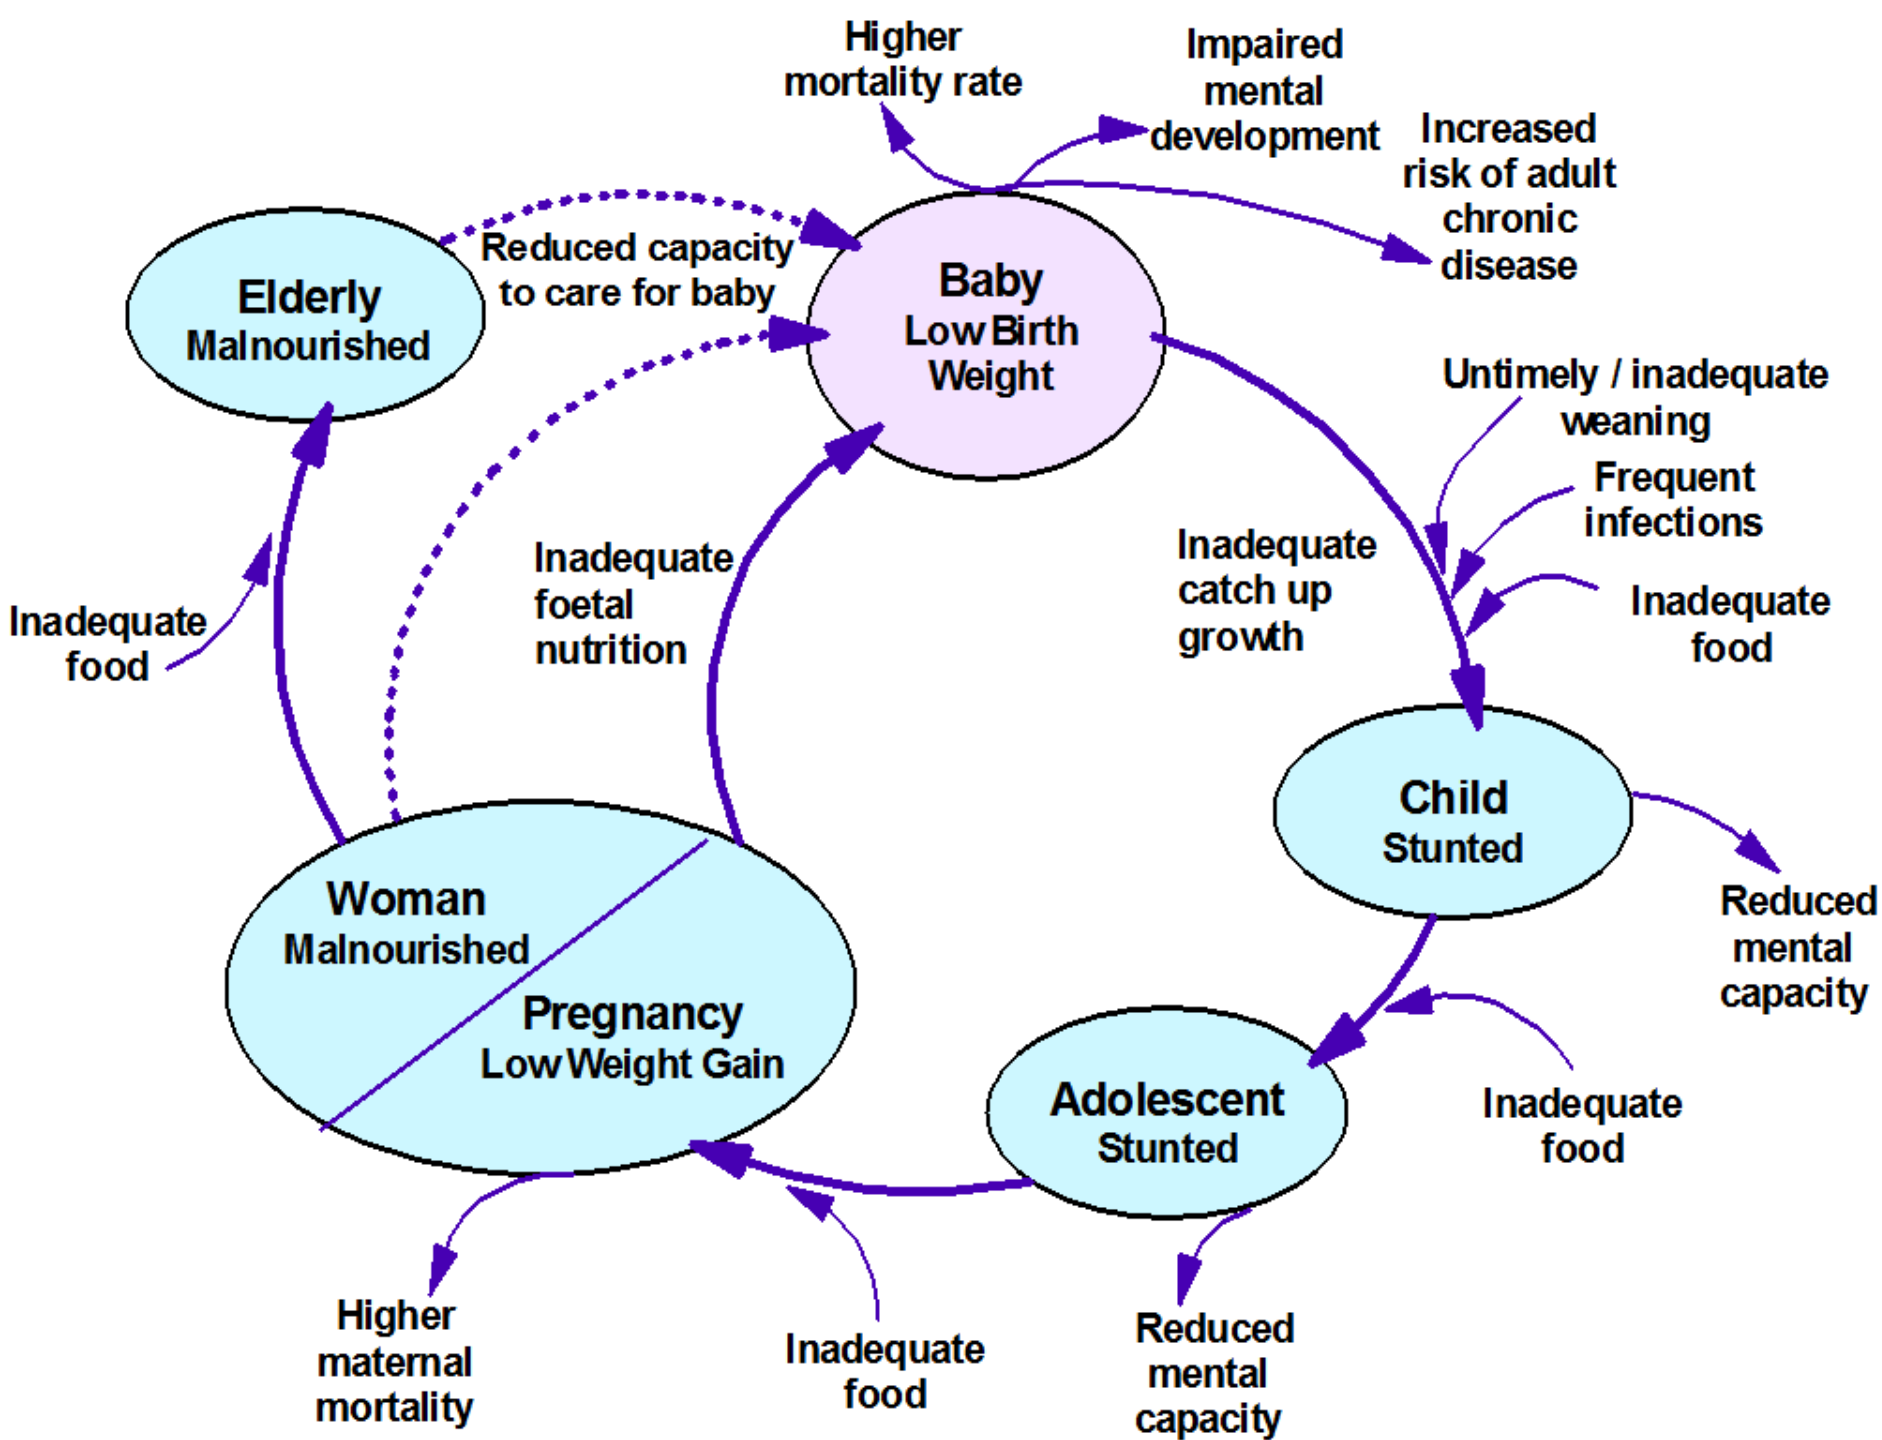 Higher
mortality rate
Impaired
mental
development
Increased
risk of adult
chronic
disease
Elderly
Malnourished
Reduced capacity
to care for baby
Baby
Low Birth
Weight
Untimely / inadequate
weaning
Frequent
infections
Inadequate
food
Inadequate
catch up
growth
Inadequate
foetal
nutrition
Inadequate
food
Child
Stunted
Reduced
mental
capacity
Woman
Malnourished
Pregnancy
Low Weight Gain
Adolescent
Stunted
Inadequate
food
Higher
maternal
mortality
Inadequate
food
Reduced
mental
capacity